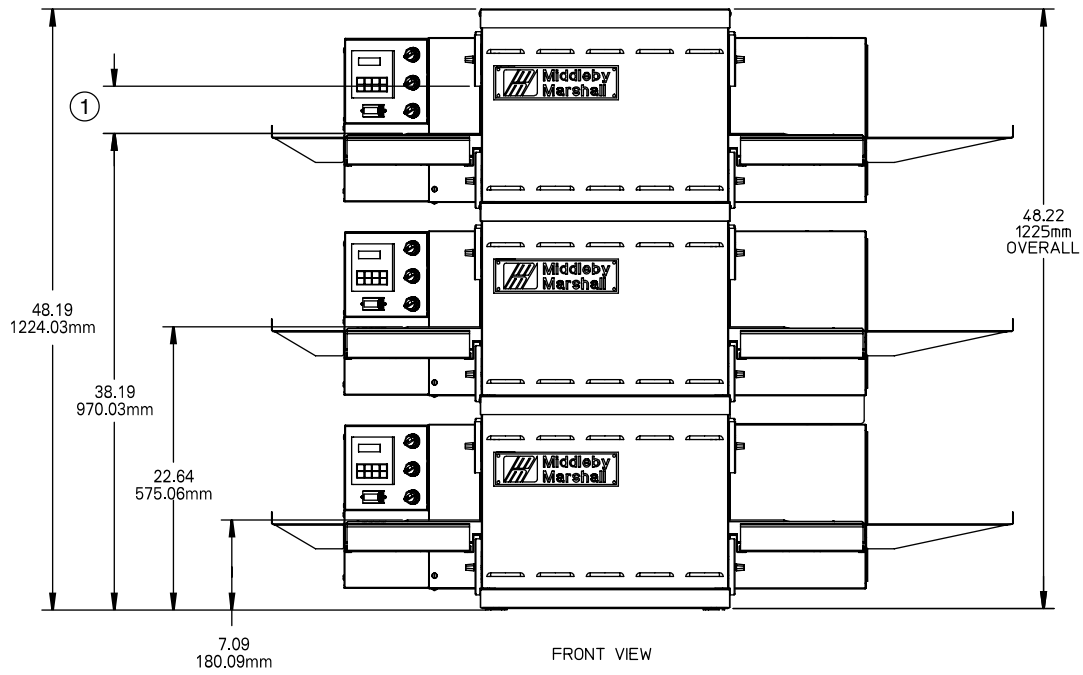 ①
Middleby
Marshall
48.22
1225mm
OVERALL
Middleby
Marshall
48.19
1224.03mm
38.19
970.03mm
22.64
575.06mm
Middleby
Marshall
7.09
180.09mm
FRONT VIEW